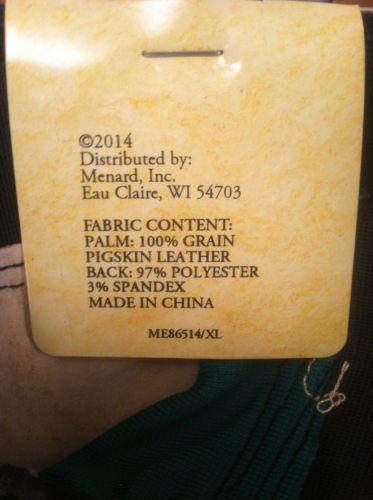 ©2014
Distributed by:
Menard, Inc.
Eau Claire, WI 54703
FABRIC CONTENT:
PALM: 100% GRAIN
PIGSKIN LEATHER
BACK: 97% POLYESTER
3% SPANDEX
MADE IN CHINA
ME86514/XL